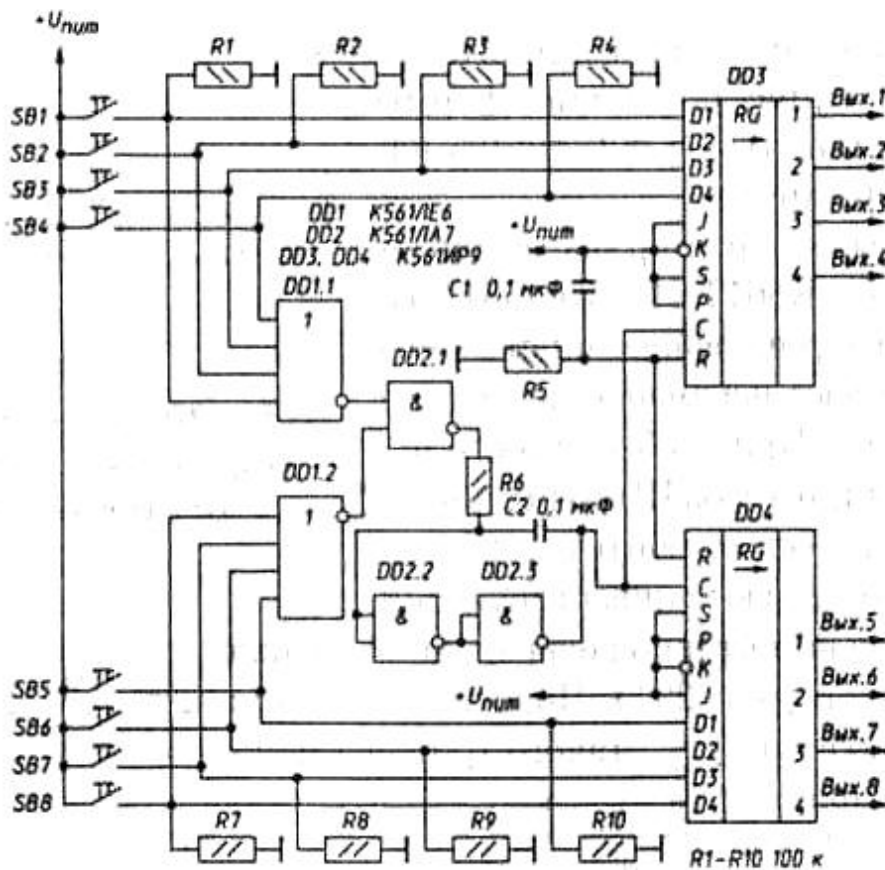 +Uпит
R1 R2 R3 R4
DD3
SB1
SB2
SB3
SB4
D1 RG 1 Вых.1
D2
D3 2 Вых.2
D4
J 3 Вых.3
K
S 4 Вых.4
P
C
R
DD1 К561ЛЕ6
DD2 К561ЛА7
DD3, DD4 К561ИР9
+Uпит
C1 0,1 мкФ
R5
DD1.1
1
DD2.1
&
R6
C2 0,1 мкФ
DD1.2
1
DD2.2 DD2.3
& &
DD4
R RG
C
S
P 1 Вых.5
K
J 2 Вых.6
D1
D2 3 Вых.7
D3
D4 4 Вых.8
+Uпит
SB5
SB6
SB7
SB8
R7 R8 R9 R10
R1-R10 100 к